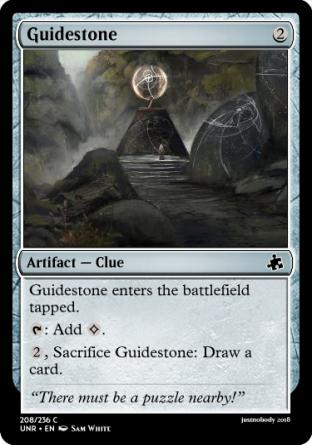 Guidestone 2
Artifact — Clue
Guidestone enters the battlefield
tapped.
: Add .
2, Sacrifice Guidestone: Draw a
card.
“There must be a puzzle nearby!”
208/236 C
justnobody 2018
UNR • EN SAM WHITE